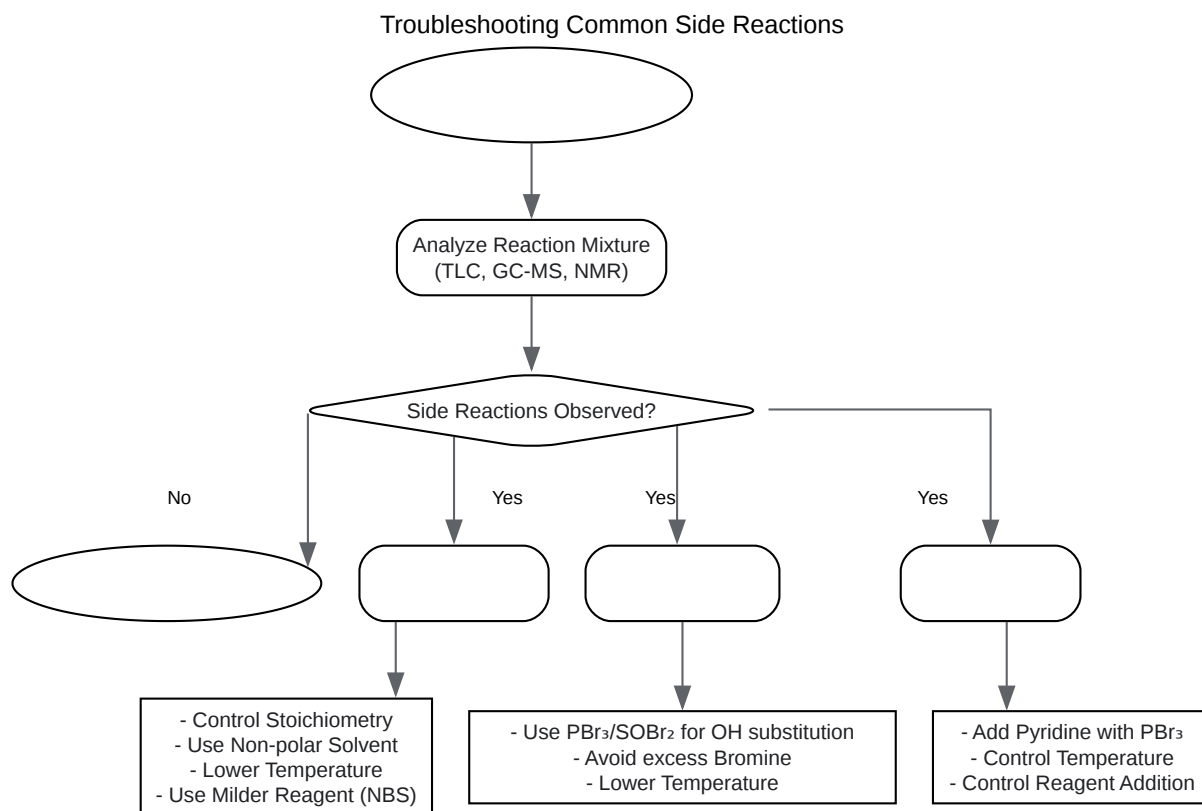 Troubleshooting Common Side Reactions
Analyze Reaction Mixture
(TLC, GC-MS, NMR)
Side Reactions Observed?
No
Yes
Yes
Yes
- Control Stoichiometry
- Use Non-polar Solvent
- Lower Temperature
- Use Milder Reagent (NBS)
- Use PBr₃/SOBr₂ for OH substitution
- Avoid excess Bromine
- Lower Temperature
- Add Pyridine with PBr₃
- Control Temperature
- Control Reagent Addition